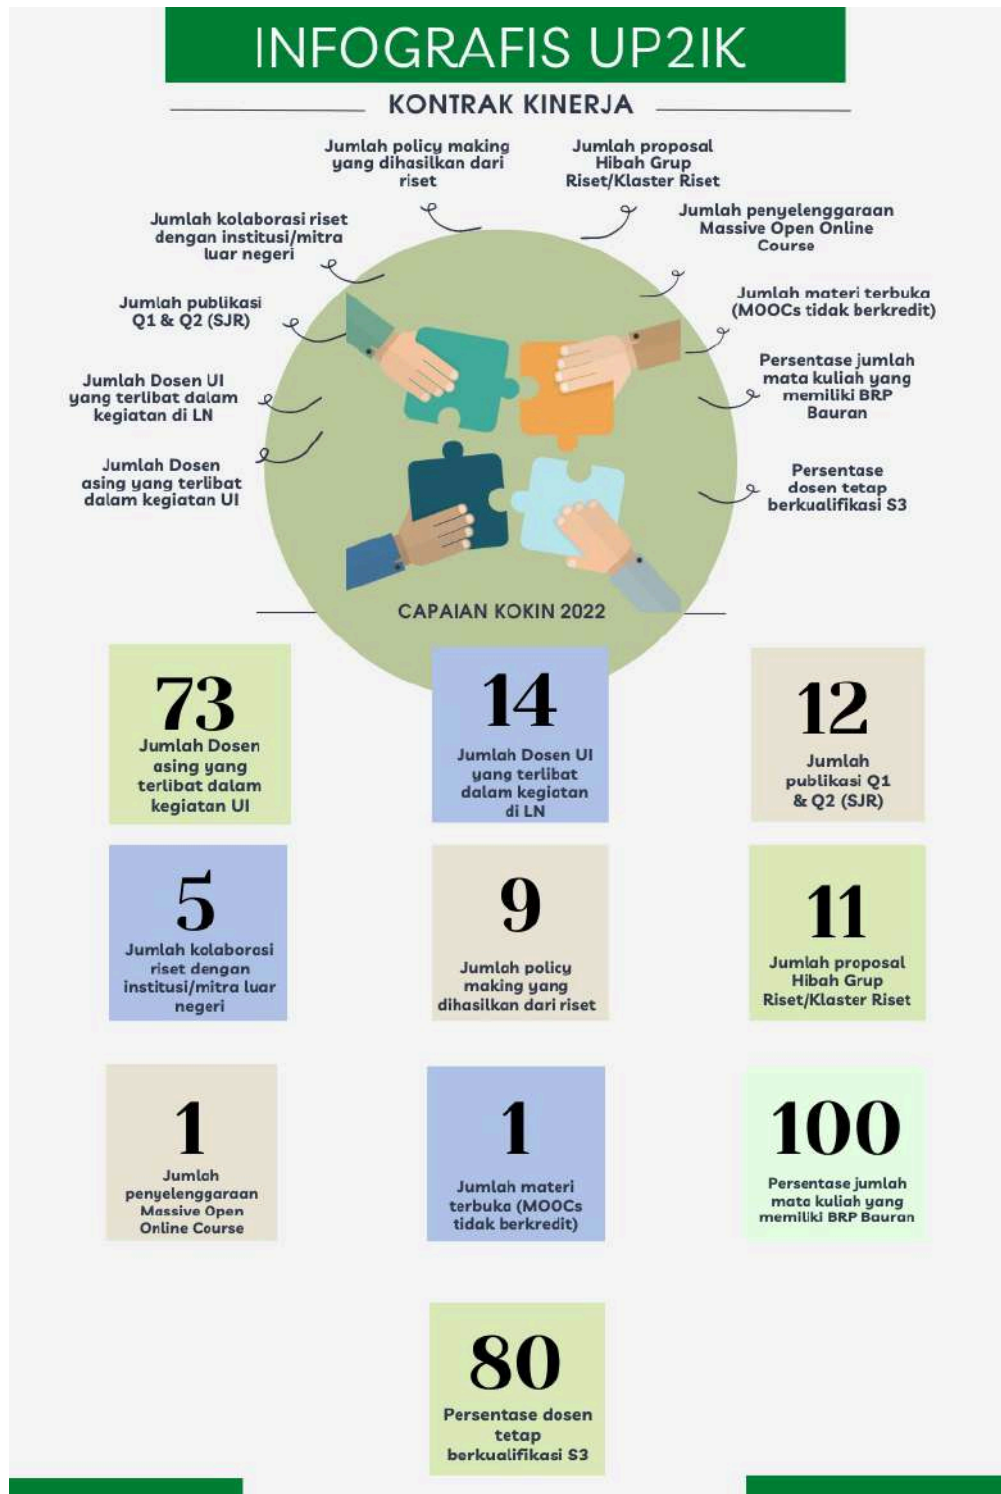 INFOGRAFIS UP2IK
KONTRAK KINERJA
Jumlah policy making
yang dihasilkan dari
riset
Jumlah proposal
Hibah Grup
Riset/Klaster Riset
Jumlah kolaborasi riset
dengan institusi/mitra
luar negeri
Jumlah penyelenggaraan
Massive Open Online
Course
Jumlah publikasi
Q1 & Q2 (SJR)
Jumlah materi terbuka
(MOOCs tidak berkredit)
Jumlah Dosen UI
yang terlibat dalam
kegiatan di LN
Persentase jumlah
mata kuliah yang
memiliki BRP
Bauran
Jumlah Dosen
asing yang terlibat
dalam kegiatan UI
Persentase
dosen tetap
berkualifikasi S3
CAPAIAN KOKIN 2022
73
Jumlah Dosen
asing yang
terlibat dalam
kegiatan UI
14
Jumlah Dosen UI
yang terlibat
dalam kegiatan
di LN
12
Jumlah
publikasi Q1
& Q2 (SJR)
5
Jumlah kolaborasi
riset dengan
institusi/mitra luar
negeri
9
Jumlah policy
making yang
dihasilkan dari riset
11
Jumlah proposal
Hibah Grup
Riset/Klaster Riset
1
Jumlah
penyelenggaraan
Massive Open
Online Course
1
Jumlah materi
terbuka (MOOCs
tidak berkredit)
100
Persentase jumlah
mata kuliah yang
memiliki BRP Bauran
80
Persentase dosen
tetap
berkualifikasi S3